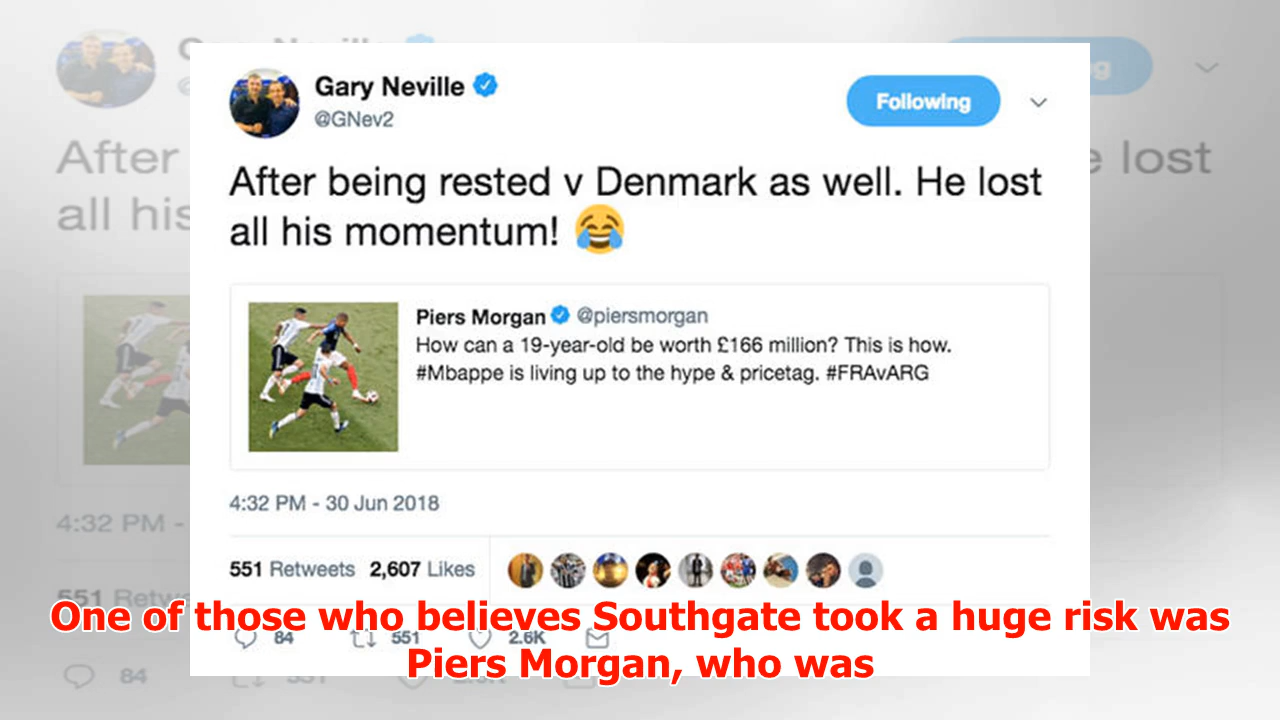 Gary Neville
@GNev2
Following
After being rested v Denmark as well. He lost
all his momentum! 😂
Piers Morgan @piersmorgan
How can a 19-year-old be worth £166 million? This is how.
#Mbappe is living up to the hype & pricetag. #FRAvARG
4:32 PM - 30 Jun 2018
551 Retweets 2,607 Likes
84 551 2.6K
One of those who believes Southgate took a huge risk was
Piers Morgan, who was